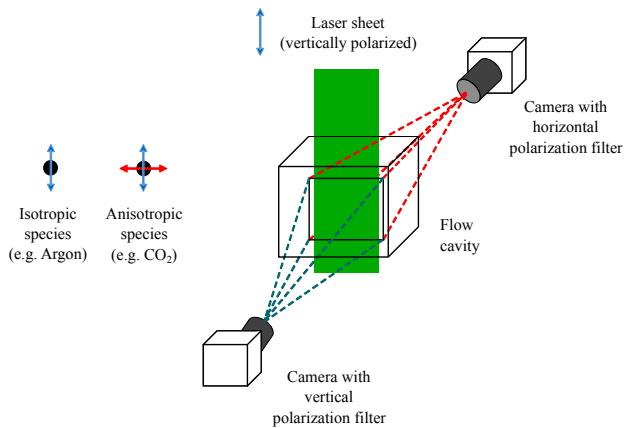 Laser sheet
(vertically polarized)
Camera with
horizontal
polarization filter
Isotropic
species
(e.g. Argon)
Anisotropic
species
(e.g. CO₂)
Flow
cavity
Camera with
vertical
polarization filter